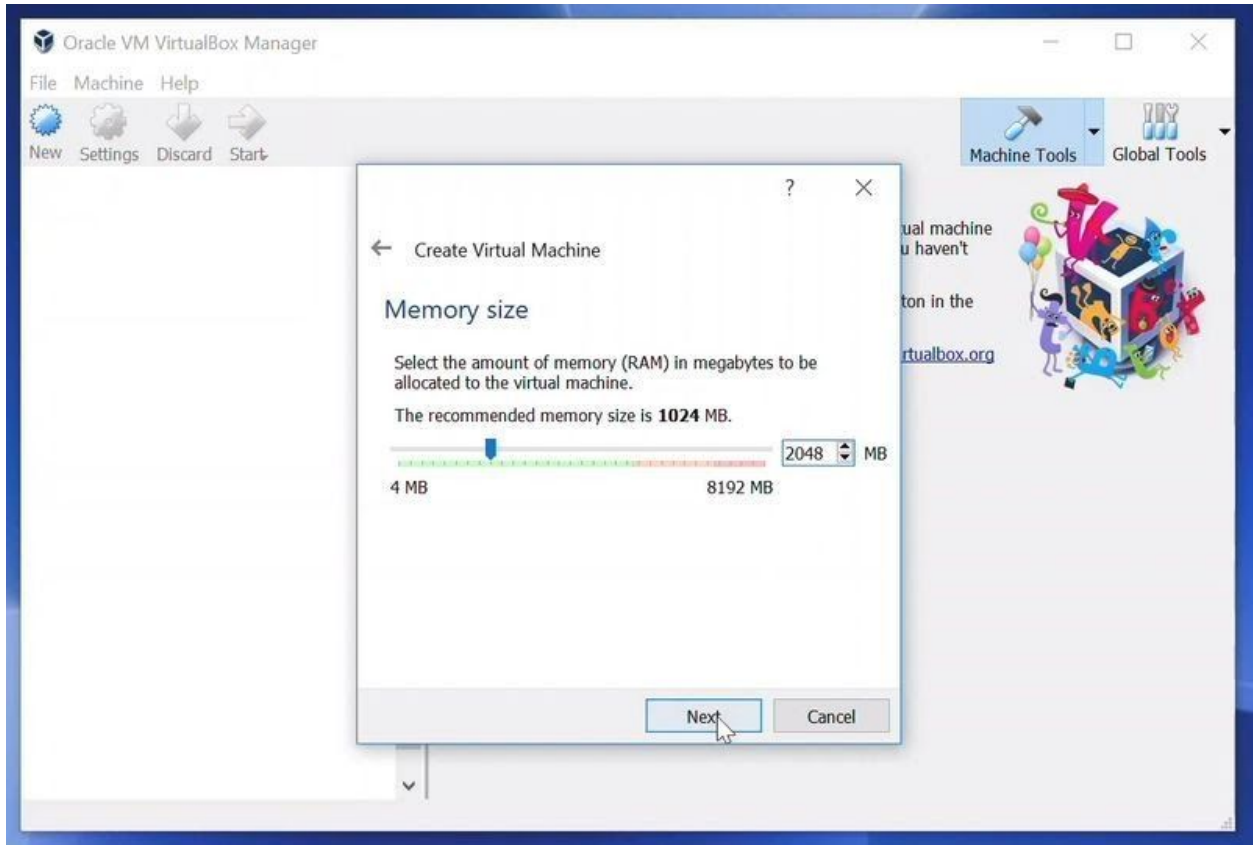 Oracle VM VirtualBox Manager
File Machine Help
New Settings Discard Start
Machine Tools
Global Tools
?
Create Virtual Machine
Memory size
Select the amount of memory (RAM) in megabytes to be
allocated to the virtual machine.
The recommended memory size is 1024 MB.
2048 MB
4 MB 8192 MB
Next Cancel
ual machine
u haven't
ton in the
rtualbox.org